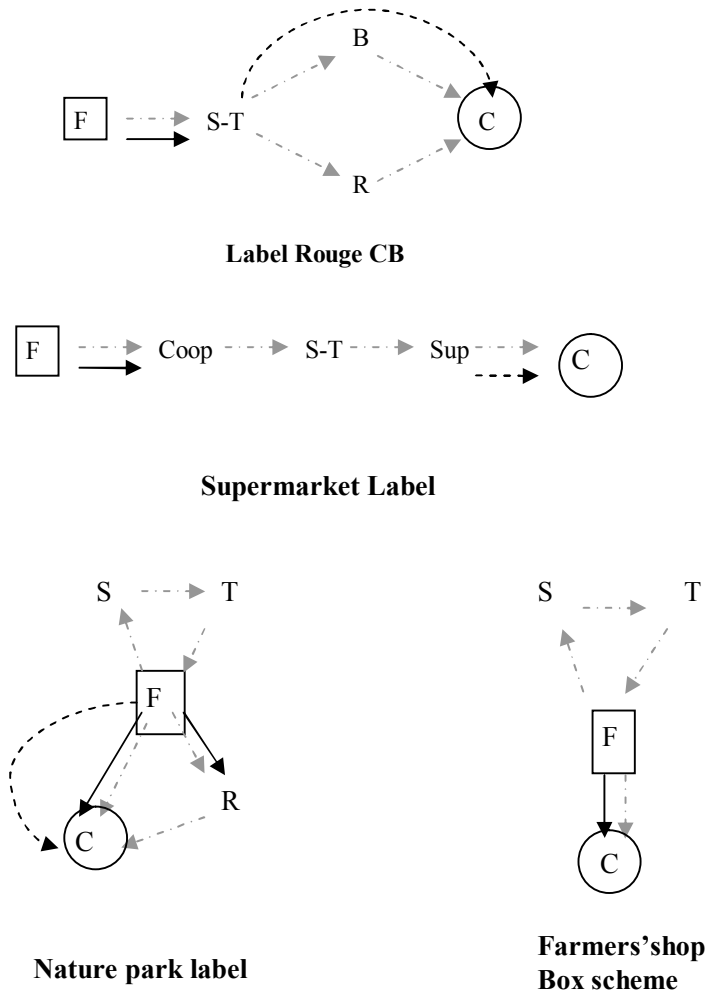 B
F
S-T
C
R
Label Rouge CB
F
Coop
S-T
Sup
C
Supermarket Label
S
T
F
R
C
Nature park label
S
T
F
C
Farmers'shop
Box scheme